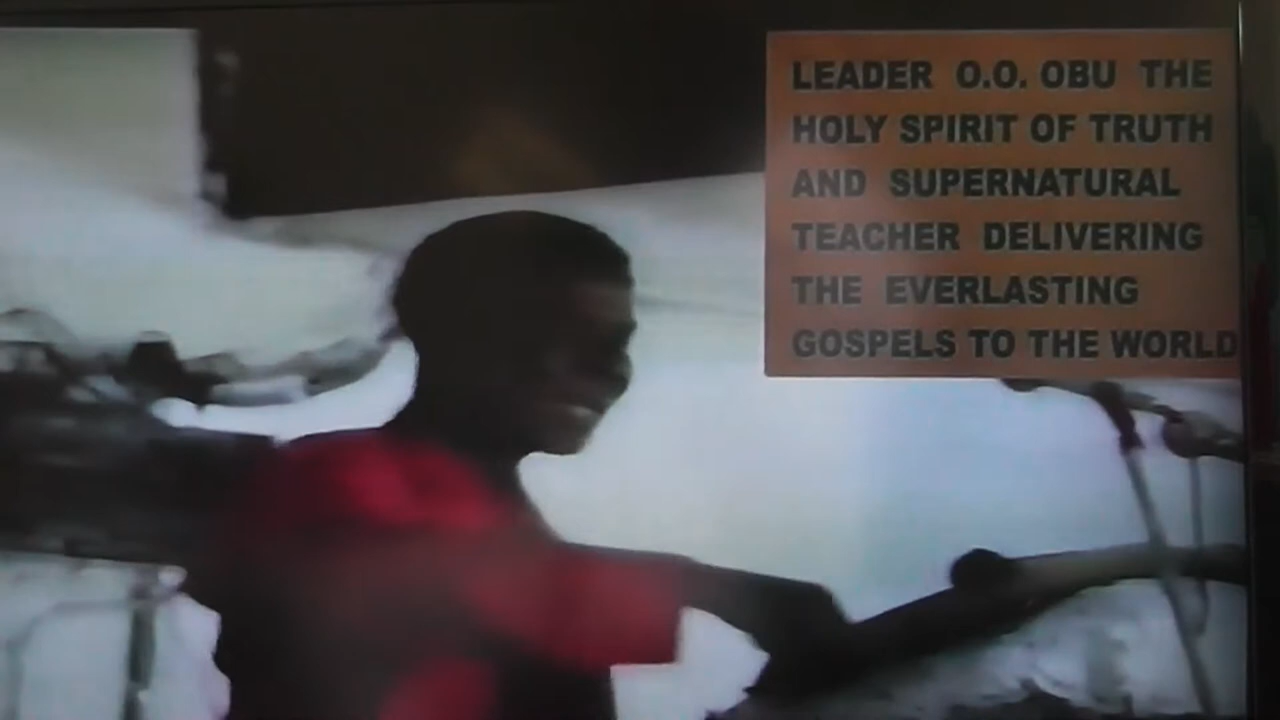 LEADER O.O. OBU THE
HOLY SPIRIT OF TRUTH
AND SUPERNATURAL
TEACHER DELIVERING
THE EVERLASTING
GOSPELS TO THE WORLD